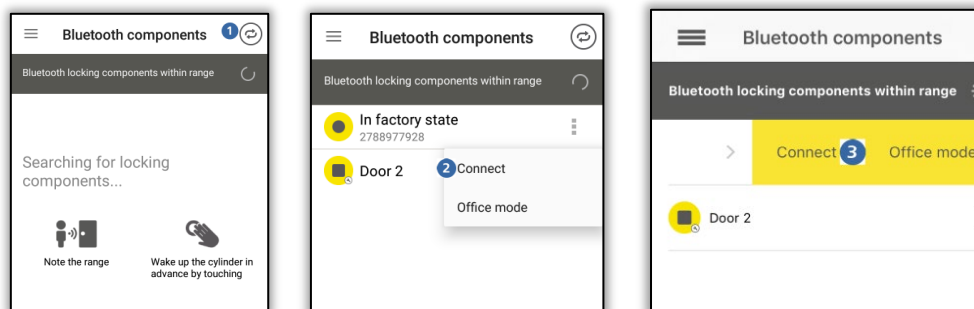 Bluetooth components 1
Bluetooth locking components within range
Searching for locking
components...
Note the range
Wake up the cylinder in
advance by touching
Bluetooth components
Bluetooth locking components within range
In factory state
2788977928
Door 2
2 Connect
Office mode
Bluetooth components
Bluetooth locking components within range
Connect 3 Office mode
Door 2